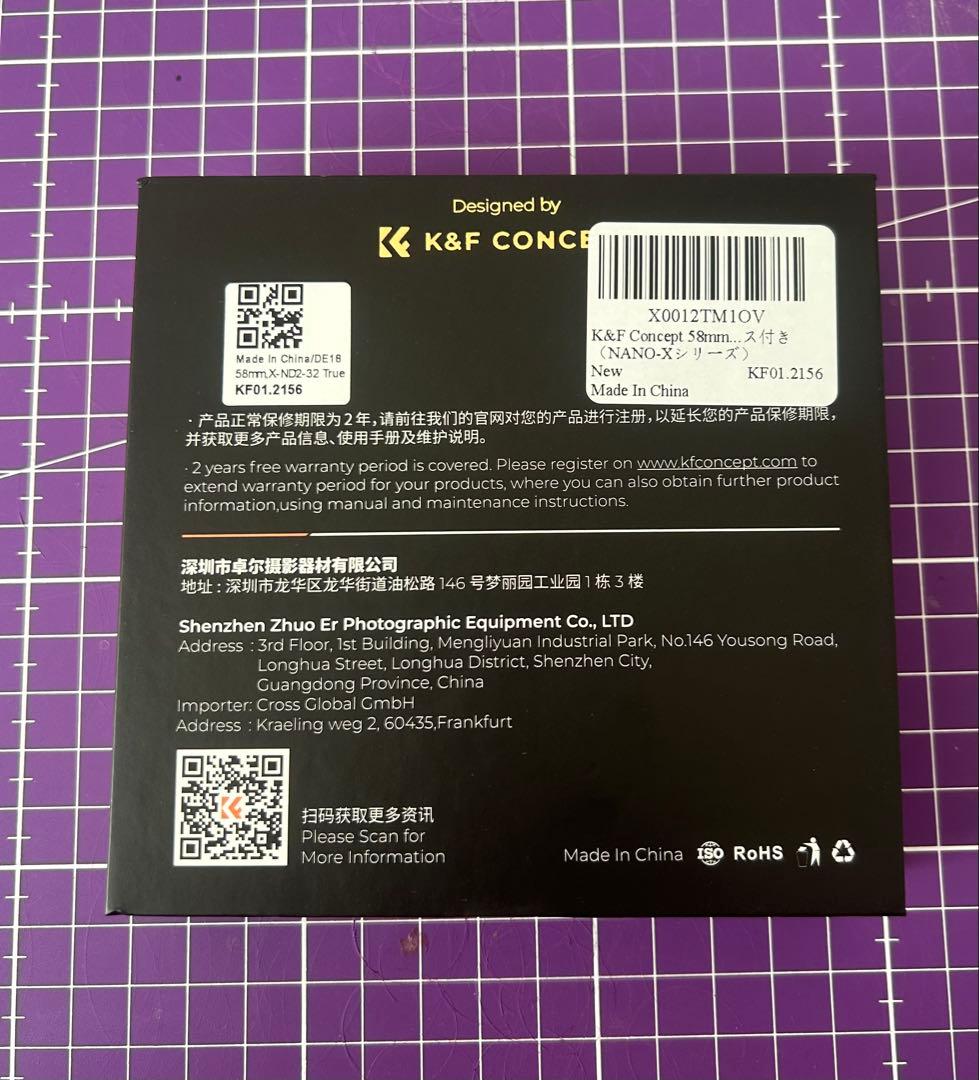 Designed by
K&F CONCE
Made In China/DE18
58mm,X-ND2-32 True
KF01.2156
X0012TM1OV
K&F Concept 58mm...ス付き
（NANO-Xシリーズ）
New KF01.2156
Made In China
· 产品正常保修期限为2年,请前往我们的官网对您的产品进行注册,以延长您的产品保修期限,
并获取更多产品信息、使用手册及维护说明。
· 2 years free warranty period is covered. Please register on www.kfconcept.com to
extend warranty period for your products, where you can also obtain further product
information,using manual and maintenance instructions.
深圳市卓尔摄影器材有限公司
地址 : 深圳市龙华区龙华街道油松路 146 号梦丽园工业园 1 栋 3 楼
Shenzhen Zhuo Er Photographic Equipment Co., LTD
Address : 3rd Floor, 1st Building, Mengliyuan Industrial Park, No.146 Yousong Road,
Longhua Street, Longhua District, Shenzhen City,
Guangdong Province, China
Importer: Cross Global GmbH
Address : Kraeling weg 2, 60435,Frankfurt
扫码获取更多资讯
Please Scan for
More Information
Made In China ISO RoHS